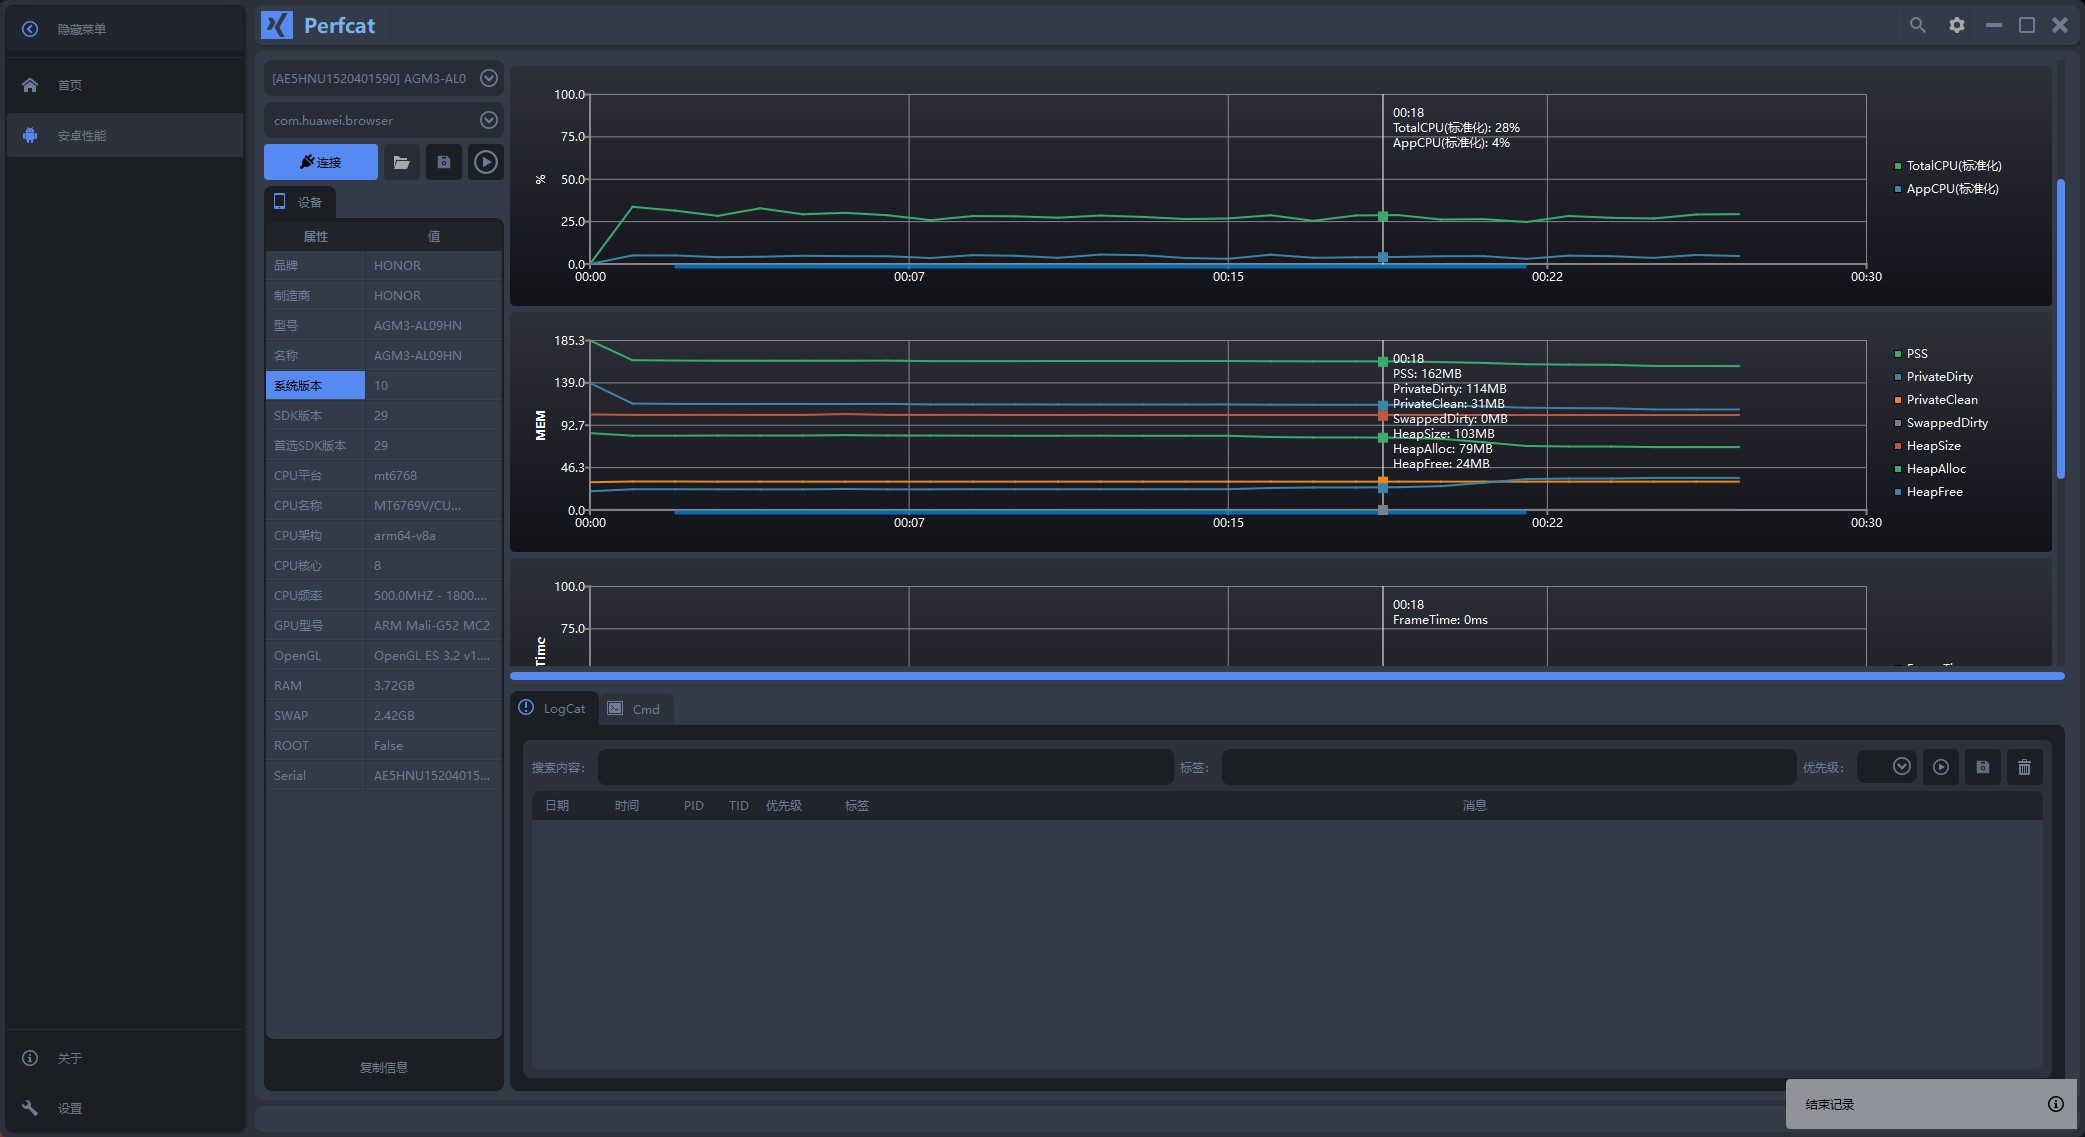 隐藏菜单
首页
安卓性能
关于
设置
Perfcat
[AE5HNU1520401590] AGM3-AL0
com.huawei.browser
连接
设备
属性 值
品牌 HONOR
制造商 HONOR
型号 AGM3-AL09HN
名称 AGM3-AL09HN
系统版本 10
SDK版本 29
首选SDK版本 29
CPU平台 mt6768
CPU名称 MT6769V/CU...
CPU架构 arm64-v8a
CPU核心 8
CPU频率 500.0MHZ - 1800....
GPU型号 ARM Mali-G52 MC2
OpenGL OpenGL ES 3.2 v1....
RAM 3.72GB
SWAP 2.42GB
ROOT False
Serial AE5HNU15204015...
复制信息
100.0
75.0
%
50.0
25.0
0.0
00:00 00:07 00:15 00:22 00:30
00:18
TotalCPU(标准化): 28%
AppCPU(标准化): 4%
TotalCPU(标准化)
AppCPU(标准化)
185.3
139.0
MEM
92.7
46.3
0.0
00:00 00:07 00:15 00:22 00:30
00:18
PSS: 162MB
PrivateDirty: 114MB
PrivateClean: 31MB
SwappedDirty: 0MB
HeapSize: 103MB
HeapAlloc: 79MB
HeapFree: 24MB
PSS
PrivateDirty
PrivateClean
SwappedDirty
HeapSize
HeapAlloc
HeapFree
100.0
75.0
Time
00:18
FrameTime: 0ms
LogCat Cmd
搜索内容: 标签: 优先级:
日期 时间 PID TID 优先级 标签 消息
结束记录